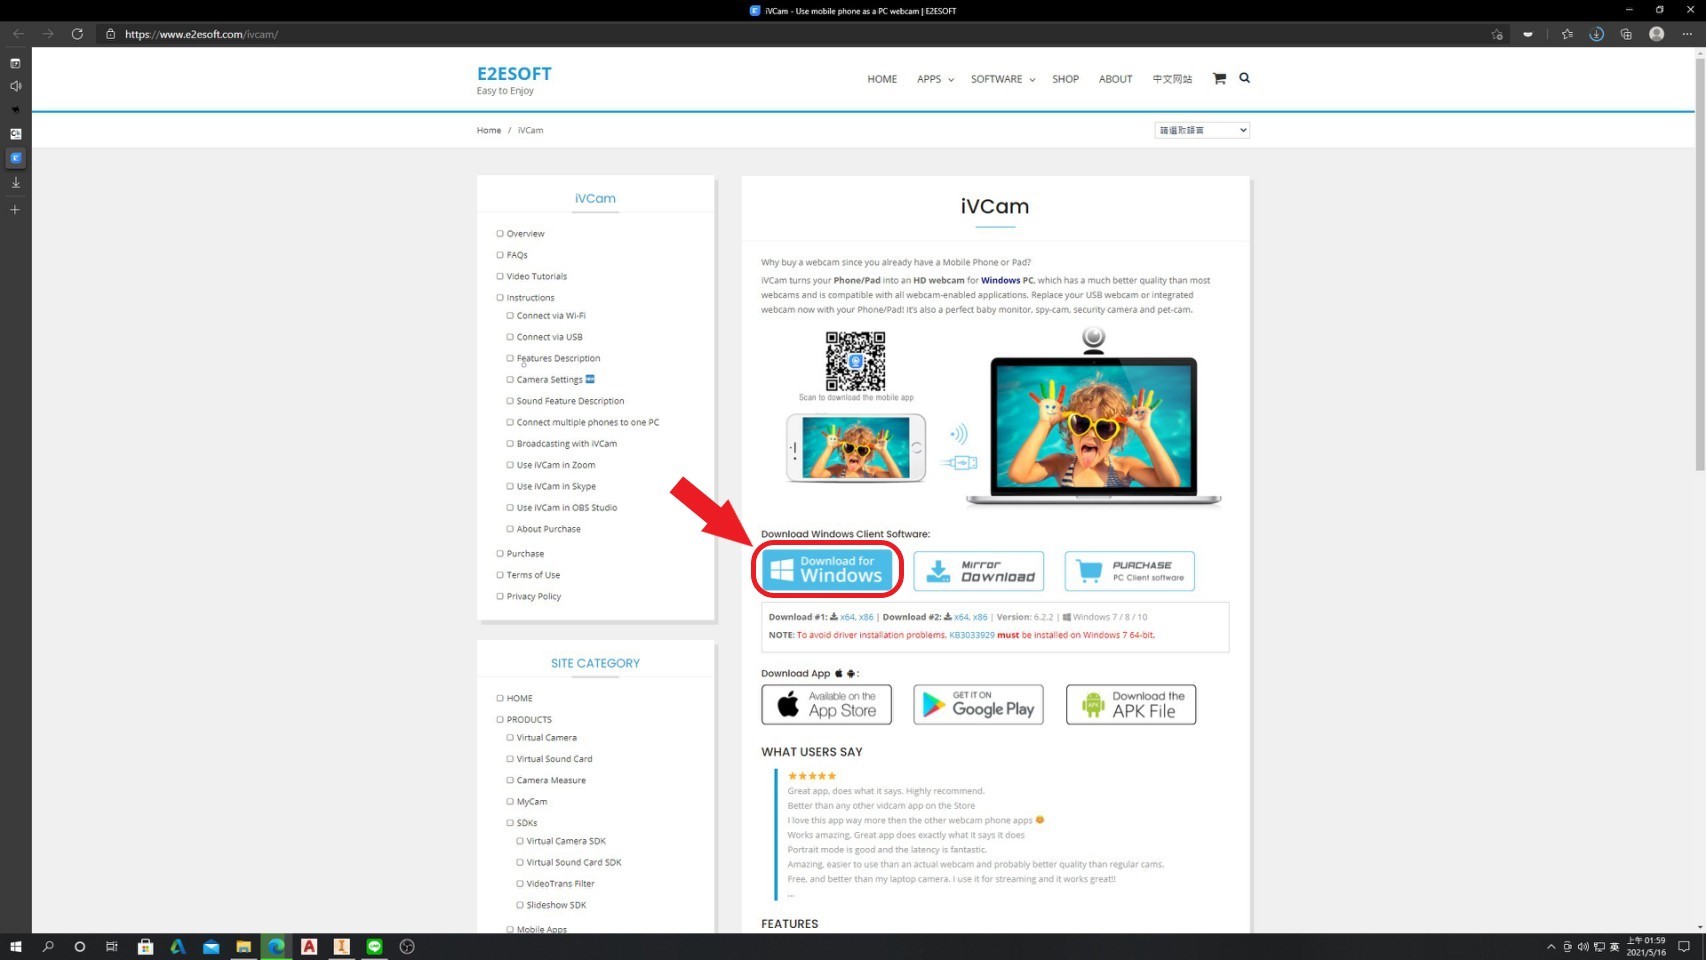 iVCam - Use mobile phone as a PC webcam | E2ESOFT
https://www.e2esoft.com/ivcam/
E2ESOFT
Easy to Enjoy
HOME
APPS
SOFTWARE
SHOP
ABOUT
中文网站
Home / iVCam
請選取語言
iVCam
Overview
FAQs
Video Tutorials
Instructions
Connect via Wi-Fi
Connect via USB
Features Description
Camera Settings
Sound Feature Description
Connect multiple phones to one PC
Broadcasting with iVCam
Use iVCam in Zoom
Use iVCam in Skype
Use iVCam in OBS Studio
About Purchase
Purchase
Terms of Use
Privacy Policy
SITE CATEGORY
HOME
PRODUCTS
Virtual Camera
Virtual Sound Card
Camera Measure
MyCam
SDKs
Virtual Camera SDK
Virtual Sound Card SDK
VideoTrans Filter
Slideshow SDK
Mobile Apps
iVCam
Why buy a webcam since you already have a Mobile Phone or Pad?
iVCam turns your Phone/Pad into an HD webcam for Windows PC, which has a much better quality than most
webcams and is compatible with all webcam-enabled applications. Replace your USB webcam or integrated
webcam now with your Phone/Pad! It's also a perfect baby monitor, spy-cam, security camera and pet-cam.
Scan to download the mobile app
Download Windows Client Software:
Download for
Windows
Mirror
Download
PURCHASE
PC Client software
Download #1: x64, x86 | Download #2: x64, x86 | Version: 6.2.2 | Windows 7 / 8 / 10
NOTE: To avoid driver installation problems, KB3033929 must be installed on Windows 7 64-bit.
Download App :
Available on the
App Store
GET IT ON
Google Play
Download the
APK File
WHAT USERS SAY
Great app, does what it says. Highly recommend.
Better than any other vidcam app on the Store
I love this app way more then the other webcam phone apps
Works amazing, Great app does exactly what it says it does
Portrait mode is good and the latency is fantastic.
Amazing, easier to use than an actual webcam and probably better quality than regular cams.
Free, and better than my laptop camera. I use it for streaming and it works great!!
...
FEATURES
英
上午 01:59
2021/5/16